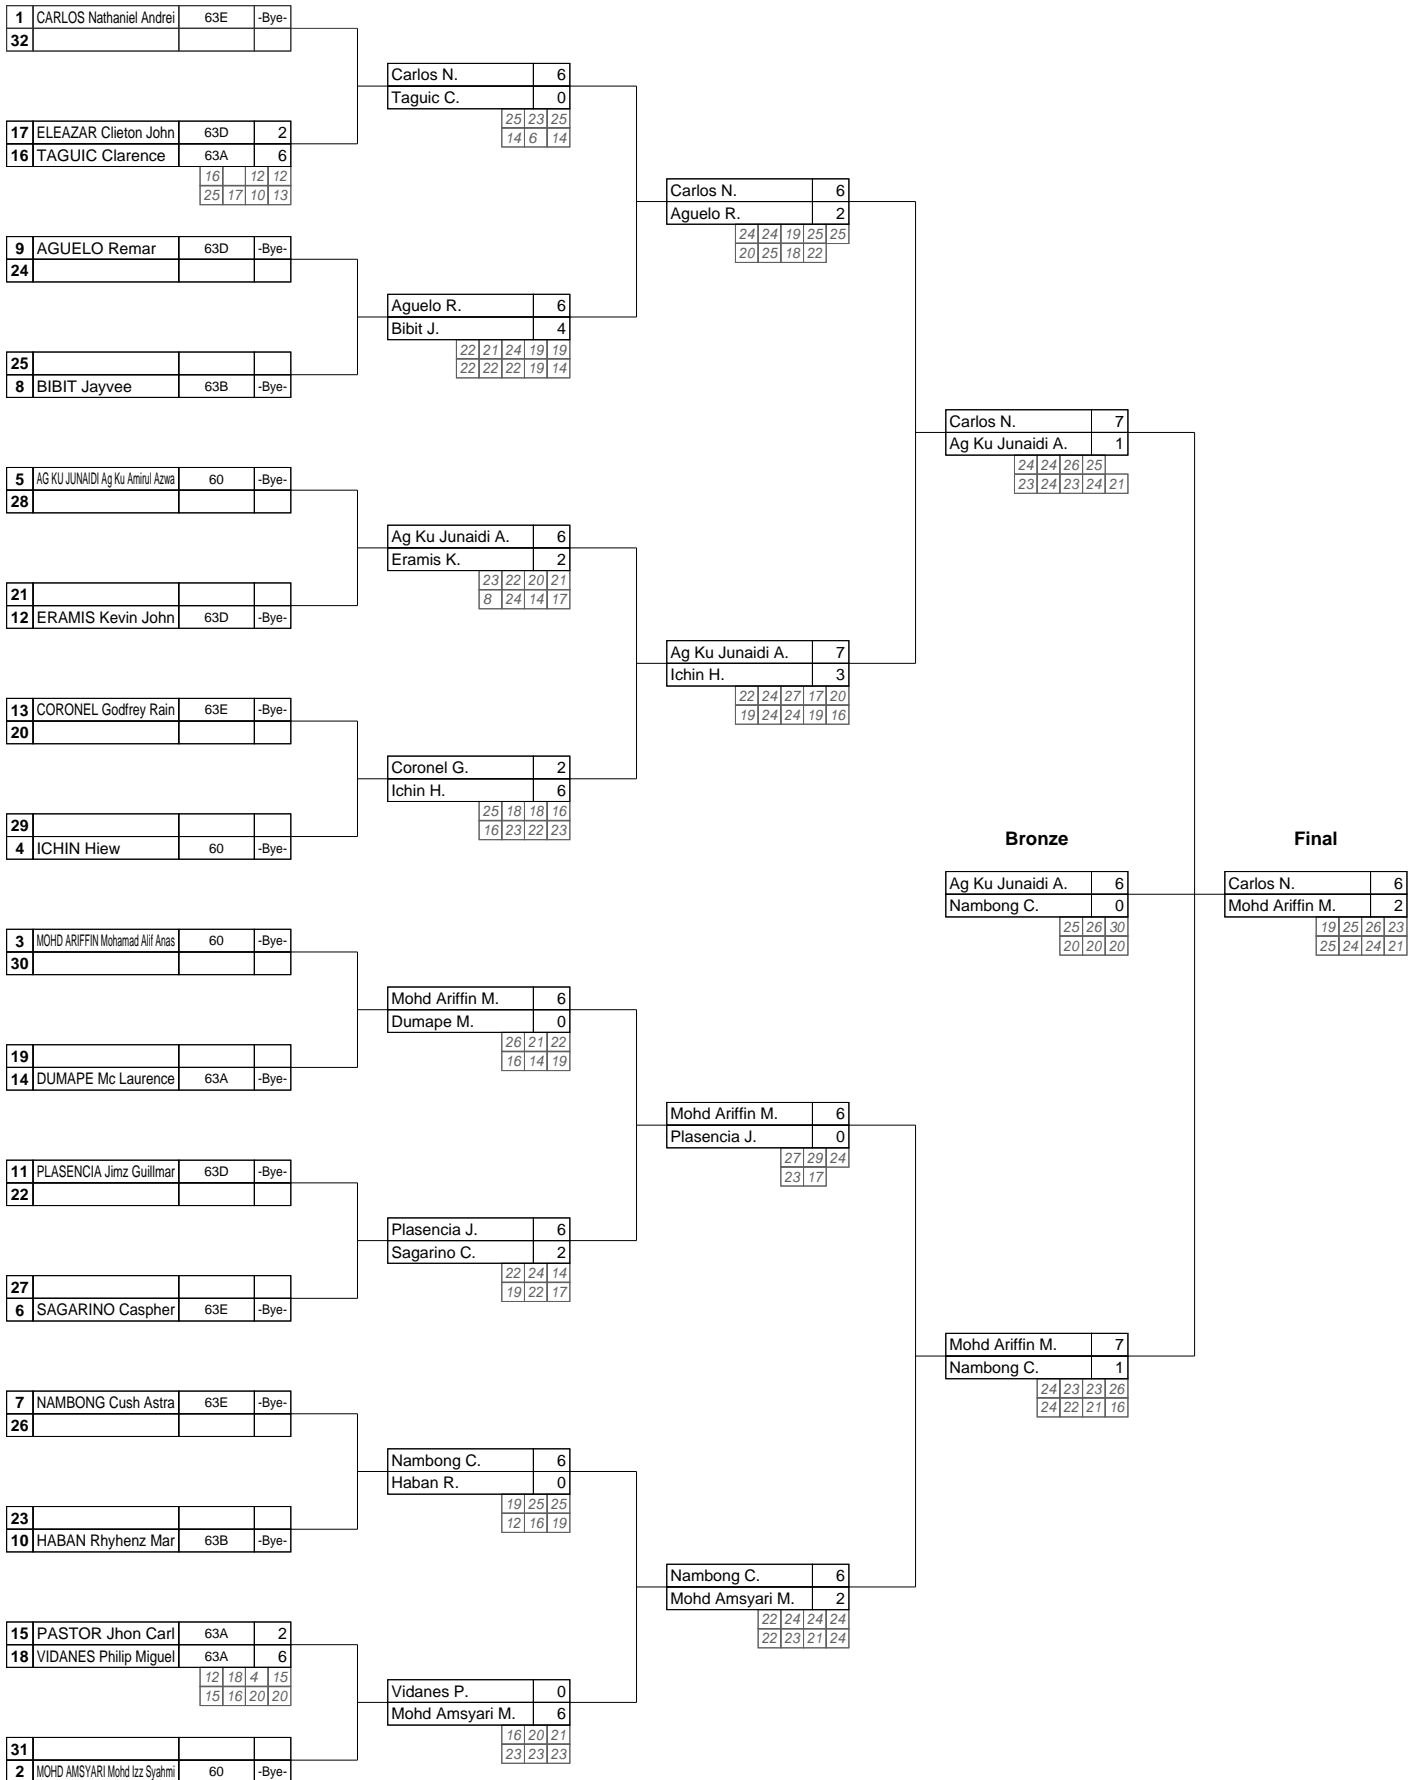 1 CARLOS Nathaniel Andrei 63E -Bye-
32
17 ELEAZAR Clieton John 63D 2
16 TAGUIC Clarence 63A 6
16 12 12
25 17 10 13
9 AGUELO Remar 63D -Bye-
24
25
8 BIBIT Jayvee 63B -Bye-
5 AG KU JUNAIDI Ag Ku Amirul Azwa 60 -Bye-
28
21
12 ERAMIS Kevin John 63D -Bye-
13 CORONEL Godfrey Rain 63E -Bye-
20
29
4 ICHIN Hiew 60 -Bye-
3 MOHD ARIFFIN Mohamad Alif Anas 60 -Bye-
30
19
14 DUMAPE Mc Laurence 63A -Bye-
11 PLASENCIA Jimz Guillmar 63D -Bye-
22
27
6 SAGARINO Caspher 63E -Bye-
7 NAMBONG Cush Astra 63E -Bye-
26
23
10 HABAN Rhyhenz Mar 63B -Bye-
15 PASTOR Jhon Carl 63A 2
18 VIDANES Philip Miguel 63A 6
12 18 4 15
15 16 20 20
31
2 MOHD AMSYARI Mohd Izz Syahmi 60 -Bye-
Carlos N. 6
Taguic C. 0
25 23 25
14 6 14
Aguelo R. 6
Bibit J. 4
22 21 24 19 19
22 22 22 19 14
Ag Ku Junaidi A. 6
Eramis K. 2
23 22 20 21
8 24 14 17
Coronel G. 2
Ichin H. 6
25 18 18 16
16 23 22 23
Mohd Ariffin M. 6
Dumape M. 0
26 21 22
16 14 19
Plasencia J. 6
Sagarino C. 2
22 24 14
19 22 17
Nambong C. 6
Haban R. 0
19 25 25
12 16 19
Vidanes P. 0
Mohd Amsyari M. 6
16 20 21
23 23 23
Carlos N. 6
Aguelo R. 2
24 24 19 25 25
20 25 18 22
Ag Ku Junaidi A. 7
Ichin H. 3
22 24 27 17 20
19 24 24 19 16
Mohd Ariffin M. 6
Plasencia J. 0
27 29 24
23 17
Nambong C. 6
Mohd Amsyari M. 2
22 24 24 24
22 23 21 24
Carlos N. 7
Ag Ku Junaidi A. 1
24 24 26 25
23 24 23 24 21
Mohd Ariffin M. 7
Nambong C. 1
24 23 23 26
24 22 21 16
Bronze
Ag Ku Junaidi A. 6
Nambong C. 0
25 26 30
20 20 20
Final
Carlos N. 6
Mohd Ariffin M. 2
19 25 26 23
25 24 24 21